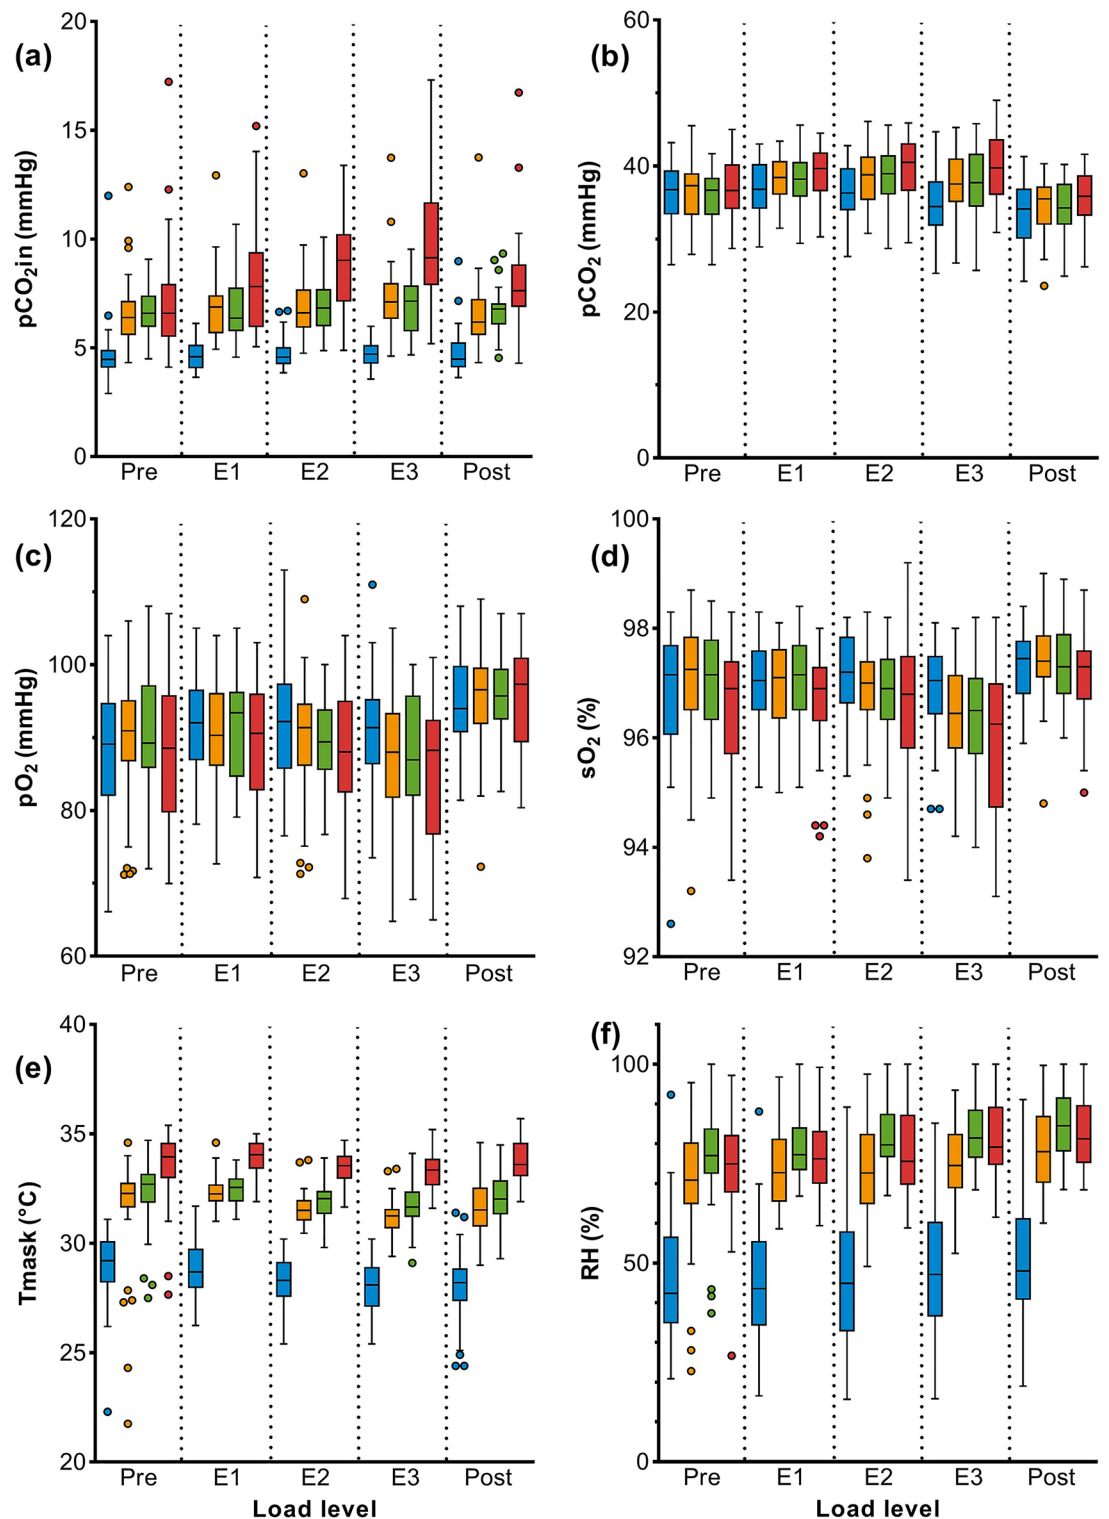 (a)
pCO2in (mmHg)
20
15
10
5
0
Pre E1 E2 E3 Post
(b)
pCO2 (mmHg)
60
40
20
0
Pre E1 E2 E3 Post
(c)
pO2 (mmHg)
120
100
80
60
Pre E1 E2 E3 Post
(d)
sO2 (%)
100
98
96
94
92
Pre E1 E2 E3 Post
(e)
Tmask (°C)
40
35
30
25
20
Pre E1 E2 E3 Post
Load level
(f)
RH (%)
100
50
0
Pre E1 E2 E3 Post
Load level